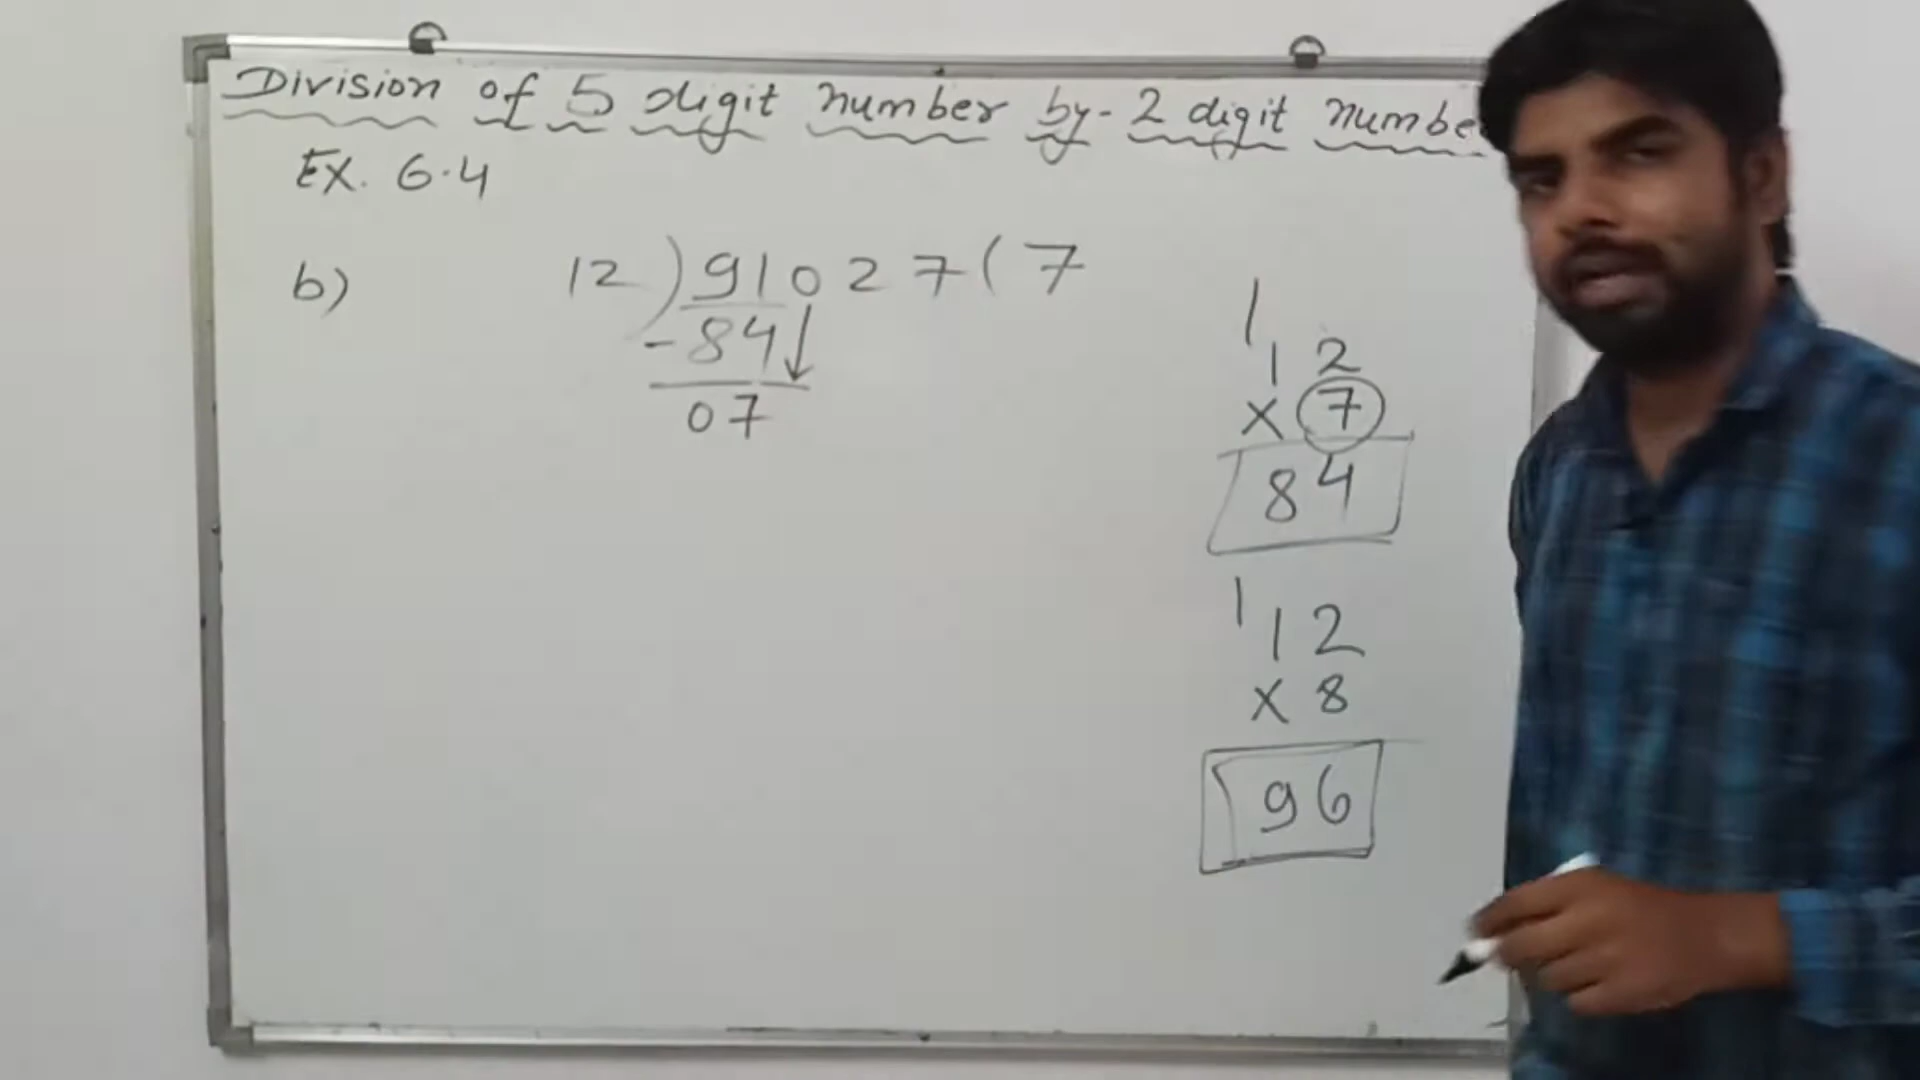 Division of 5 digit number by-2 digit numbe
EX. 6.4
b) 12)91027(7
-84
07
1
12
x 7
84
1
12
x 8
96